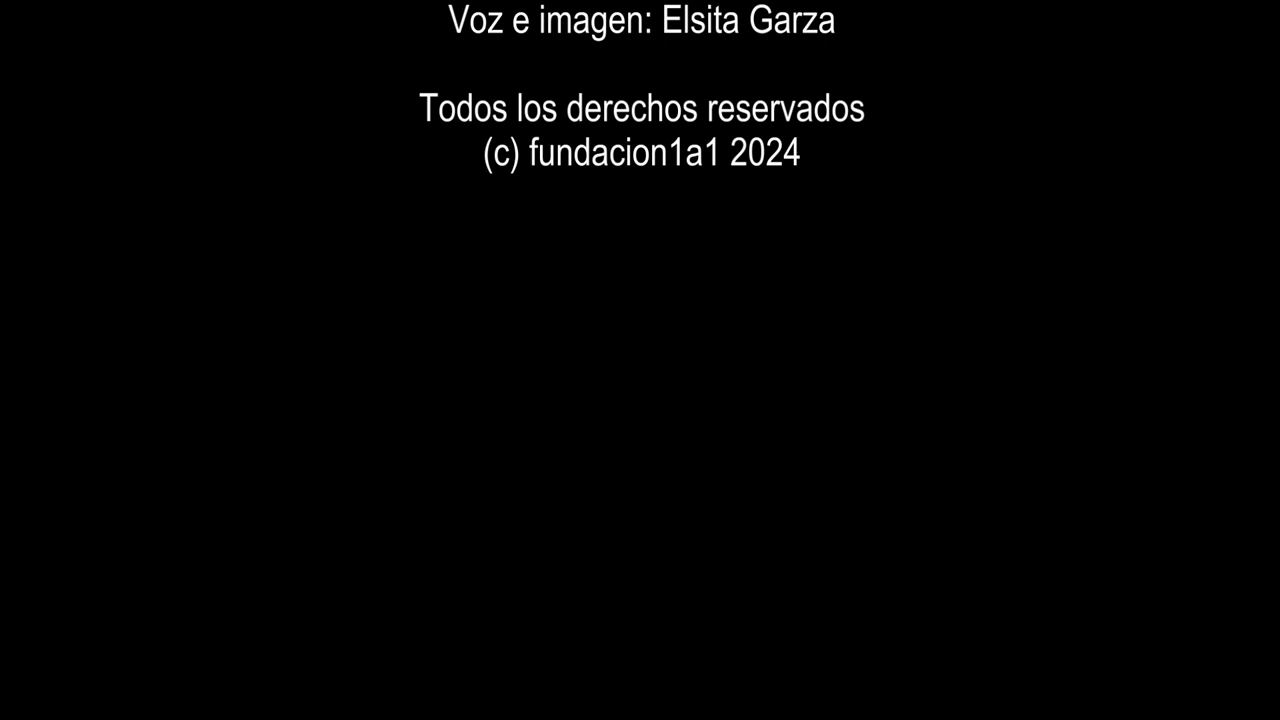 Voz e imagen: Elsita Garza
Todos los derechos reservados
(c) fundacion1a1 2024